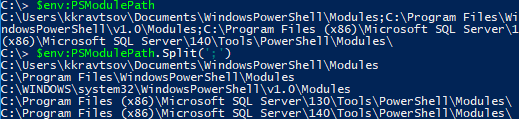 C:\> $env:PSModulePath
C:\Users\kkravtsov\Documents\WindowsPowerShell\Modules;C:\Program Files\Wi
ndowsPowerShell\v1.0\Modules;C:\Program Files (x86)\Microsoft SQL Server\1
(x86)\Microsoft SQL Server\140\Tools\PowerShell\Modules\
C:\> $env:PSModulePath.Split(';')
C:\Users\kkravtsov\Documents\WindowsPowerShell\Modules
C:\Program Files\WindowsPowerShell\Modules
C:\WINDOWS\system32\WindowsPowerShell\v1.0\Modules
C:\Program Files (x86)\Microsoft SQL Server\130\Tools\PowerShell\Modules\
C:\Program Files (x86)\Microsoft SQL Server\140\Tools\PowerShell\Modules\